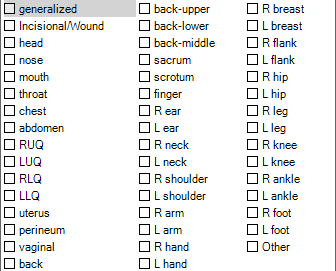 generalized
Incisional/Wound
head
nose
mouth
throat
chest
abdomen
RUQ
LUQ
RLQ
LLQ
uterus
perineum
vaginal
back
back-upper
back-lower
back-middle
sacrum
scrotum
finger
R ear
L ear
R neck
L neck
R shoulder
L shoulder
R arm
L arm
R hand
L hand
R breast
L breast
R flank
L flank
R hip
L hip
R leg
L leg
R knee
L knee
R ankle
L ankle
R foot
L foot
Other